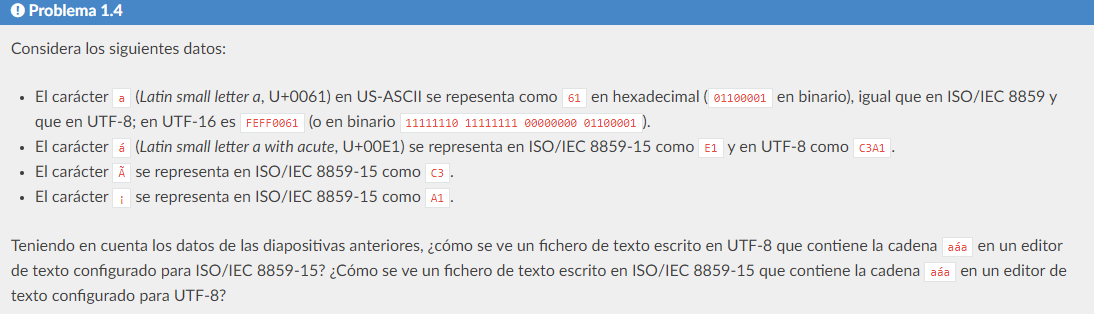 Problema 1.4
Considera los siguientes datos:
• El carácter a (Latin small letter a, U+0061) en US-ASCII se repesenta como 61 en hexadecimal ( 01100001 en binario), igual que en ISO/IEC 8859 y
que en UTF-8; en UTF-16 es FEFF0061 (o en binario 11111110 11111111 00000000 01100001 ).
• El carácter á (Latin small letter a with acute, U+00E1) se representa en ISO/IEC 8859-15 como E1 y en UTF-8 como C3A1 .
• El carácter Ã se representa en ISO/IEC 8859-15 como C3 .
• El carácter ¡ se representa en ISO/IEC 8859-15 como A1 .
Teniendo en cuenta los datos de las diapositivas anteriores, ¿cómo se ve un fichero de texto escrito en UTF-8 que contiene la cadena aáa en un editor
de texto configurado para ISO/IEC 8859-15? ¿Cómo se ve un fichero de texto escrito en ISO/IEC 8859-15 que contiene la cadena aáa en un editor de
texto configurado para UTF-8?